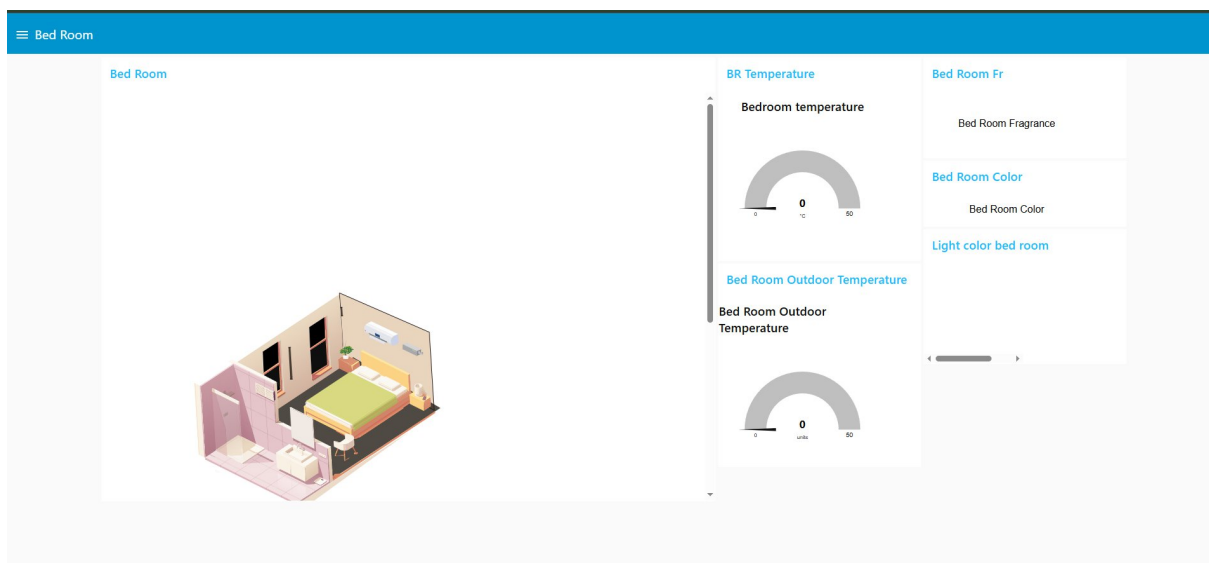 Bed Room
Bed Room
BR Temperature
Bedroom temperature
0
0
°C
50
Bed Room Outdoor Temperature
Bed Room Outdoor
Temperature
0
0
units
50
Bed Room Fr
Bed Room Fragrance
Bed Room Color
Bed Room Color
Light color bed room